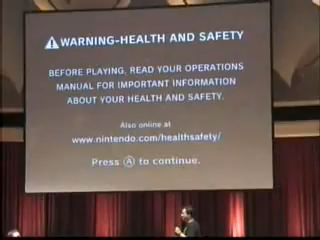 ⚠WARNING-HEALTH AND SAFETY
BEFORE PLAYING, READ YOUR OPERATIONS
MANUAL FOR IMPORTANT INFORMATION
ABOUT YOUR HEALTH AND SAFETY.
Also online at
www.nintendo.com/healthsafety/
Press Ⓐ to continue.